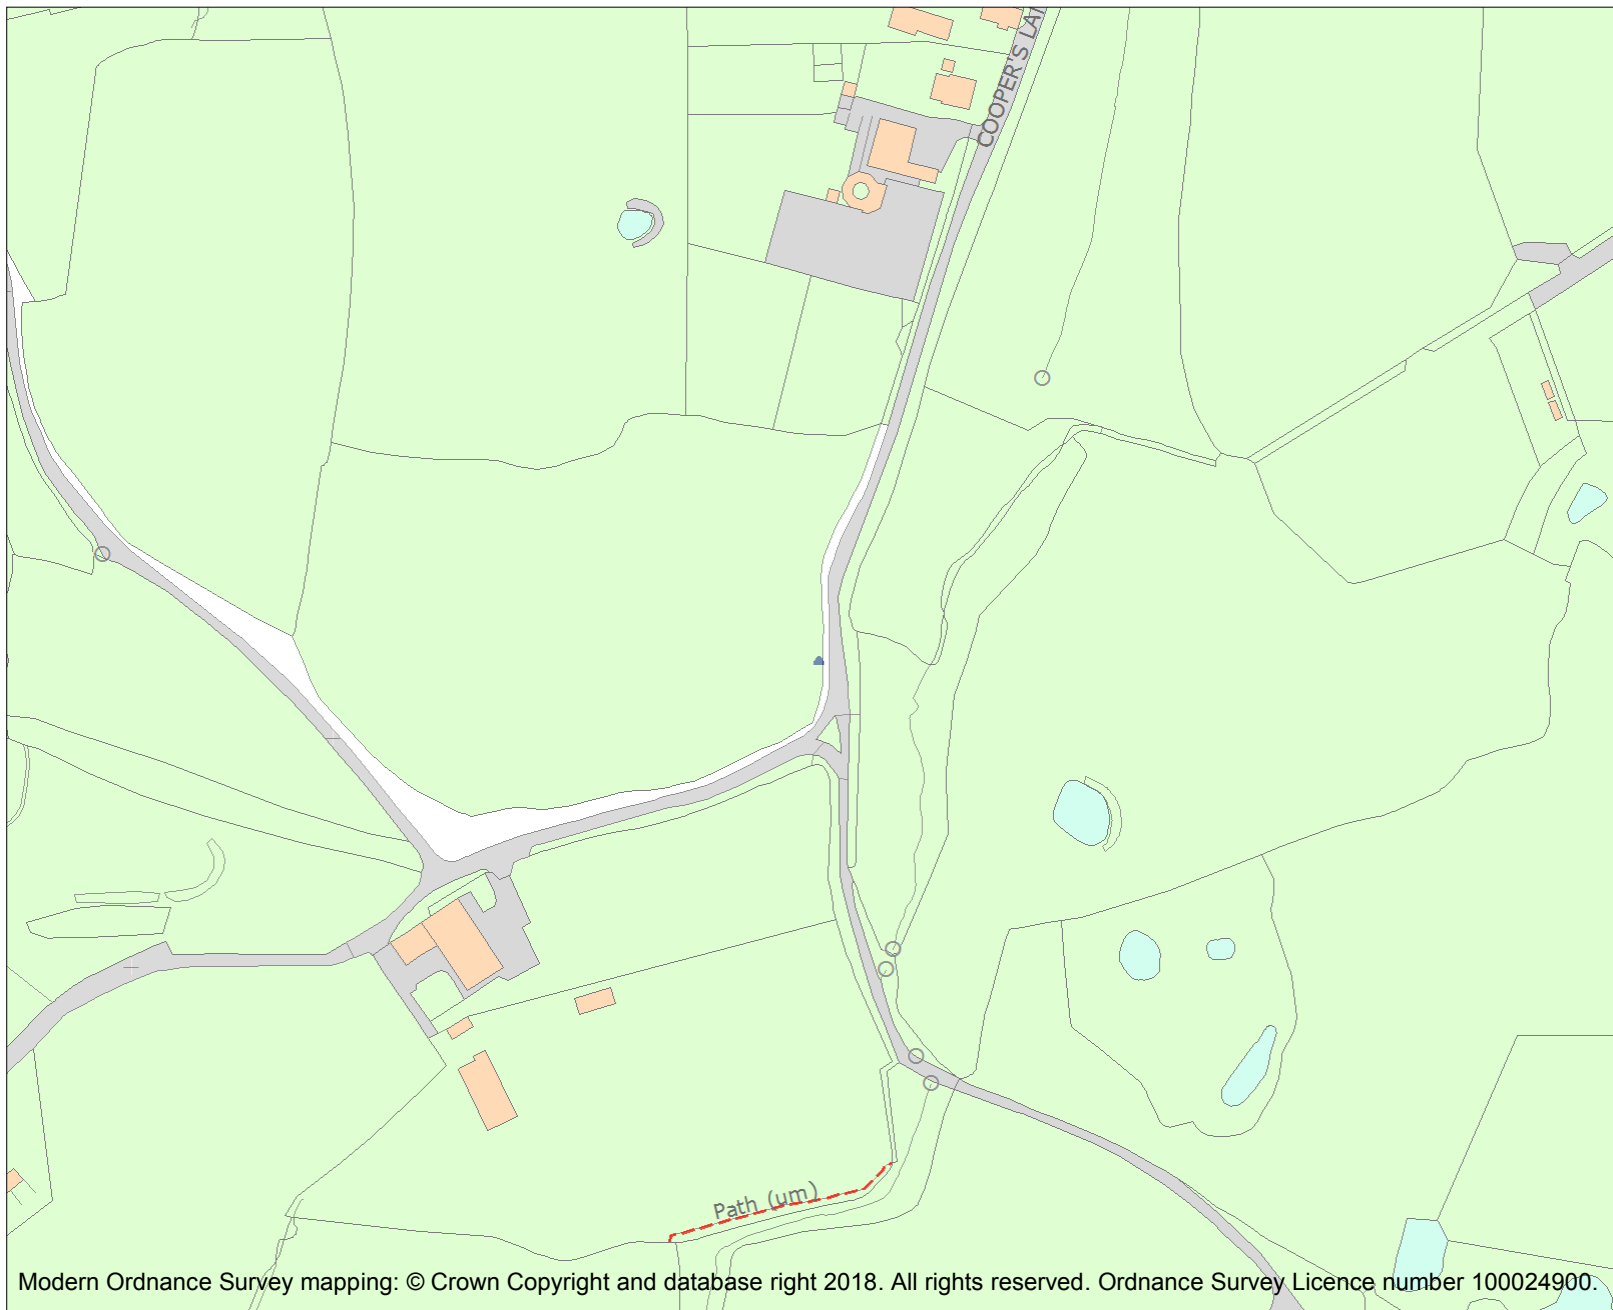 COOPER'S LA
Path (um)
Modern Ordnance Survey mapping: © Crown Copyright and database right 2018. All rights reserved. Ordnance Survey Licence number 100024900.